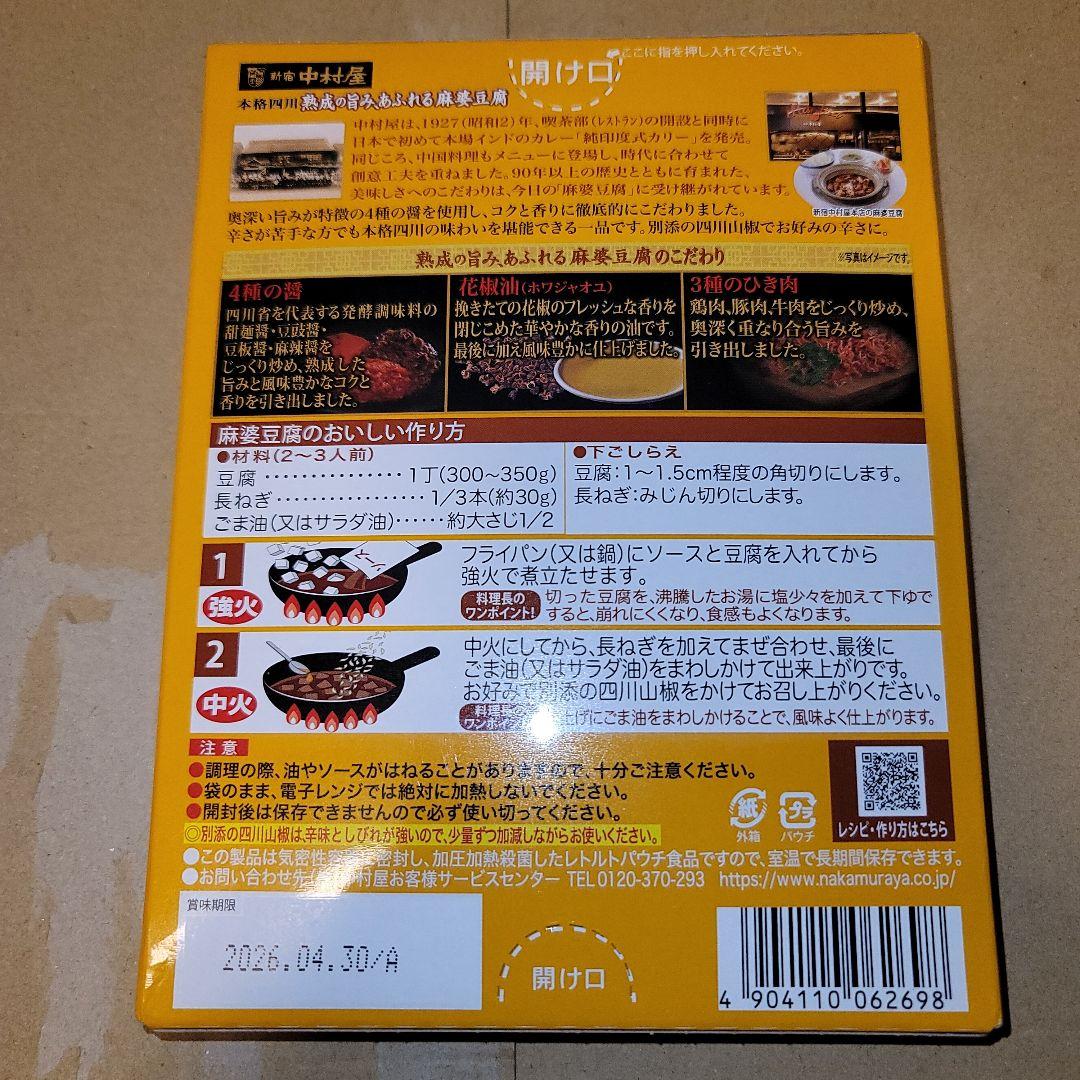 ここに指を押し入れてください。
開け口
新宿 中村屋
本格四川 熟成の旨み、あふれる麻婆豆腐
中村屋は、1927(昭和2)年、喫茶部(レストラン)の開設と同時に
日本で初めて本場インドのカレー「純印度式カリー」を発売。
同じころ、中国料理もメニューに登場し、時代に合わせて
創意工夫を重ねました。90年以上の歴史とともに育まれた、
美味しさへのこだわりは、今日の「麻婆豆腐」に受け継がれています。
新宿中村屋本店の麻婆豆腐
奥深い旨みが特徴の4種の醤を使用し、コクと香りに徹底的にこだわりました。
辛さが苦手な方でも本格四川の味わいを堪能できる一品です。別添の四川山椒でお好みの辛さに。
熟成の旨み、あふれる麻婆豆腐のこだわり
※写真はイメージです。
4種の醤
四川省を代表する発酵調味料の
甜麺醤・豆豉醤・
豆板醤・麻辣醤を
じっくり炒め、熟成した
旨みと風味豊かなコクと
香りを引き出しました。
花椒油(ホワジャオユ)
挽きたての花椒のフレッシュな香りを
閉じこめた華やかな香りの油です。
最後に加え風味豊かに仕上げました。
3種のひき肉
鶏肉、豚肉、牛肉をじっくり炒め、
奥深く重なり合う旨みを
引き出しました。
麻婆豆腐のおいしい作り方
●材料(2〜3人前)
豆腐・・・・・・・・・・・・・・・1丁(300〜350g)
長ねぎ・・・・・・・・・・・・・・・・1/3本(約30g)
ごま油(又はサラダ油)・・・・・・約大さじ1/2
●下ごしらえ
豆腐:1〜1.5cm程度の角切りにします。
長ねぎ:みじん切りにします。
1
強火
フライパン(又は鍋)にソースと豆腐を入れてから
強火で煮立たせます。
料理長のワンポイント!
切った豆腐を、沸騰したお湯に塩少々を加えて下ゆで
すると、崩れにくくなり、食感もよくなります。
2
中火
中火にしてから、長ねぎを加えてまぜ合わせ、最後に
ごま油(又はサラダ油)をまわしかけて出来上がりです。
お好みで別添の四川山椒をかけてお召し上がりください。
料理長
ワンポイン
上げにごま油をまわしかけることで、風味よく仕上がります。
注意
●調理の際、油やソースがはねることがありますので、十分ご注意ください。
●袋のまま、電子レンジでは絶対に加熱しないでください。
●開封後は保存できませんので必ず使い切ってください。
◎別添の四川山椒は、辛味としびれが強いので、少量ずつ加減しながらお使いください。
紙
外箱
プラ
パウチ
レシピ・作り方はこちら
●この製品は気密性容器に密封し、加圧加熱殺菌したレトルトパウチ食品ですので、室温で長期間保存できます。
●お問い合わせ先 村屋お客様サービスセンター TEL 0120-370-293 https://www.nakamuraya.co.jp/
賞味期限
2026.04.30/A
開け口
4 904110 062698